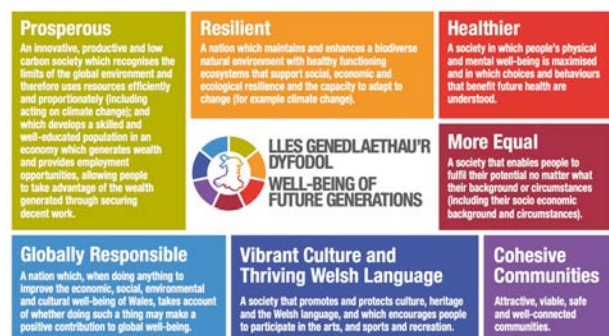 Prosperous
An innovative, productive and low
carbon society which recognises the
limits of the global environment and
therefore uses resources efficiently
and proportionately (including
acting on climate change); and
which develops a skilled and
well-educated population in an
economy which generates wealth
and provides employment
opportunities, allowing people
to take advantage of the wealth
generated through securing
decent work.
Resilient
A nation which maintains and enhances a biodiverse
natural environment with healthy functioning
ecosystems that support social, economic and
ecological resilience and the capacity to adapt to
change (for example climate change).
Healthier
A society in which people's physical
and mental well-being is maximised
and in which choices and behaviours
that benefit future health are
understood.
LLES GENEDLAETHAU'R
DYFODOL
WELL-BEING OF
FUTURE GENERATIONS
More Equal
A society that enables people to
fulfil their potential no matter what
their background or circumstances
(including their socio economic
background and circumstances).
Globally Responsible
A nation which, when doing anything to
improve the economic, social, environmental
and cultural well-being of Wales, takes account
of whether doing such a thing may make a
positive contribution to global well-being.
Vibrant Culture and
Thriving Welsh Language
A society that promotes and protects culture, heritage
and the Welsh language, and which encourages people
to participate in the arts, and sports and recreation.
Cohesive
Communities
Attractive, viable, safe
and well-connected
communities.